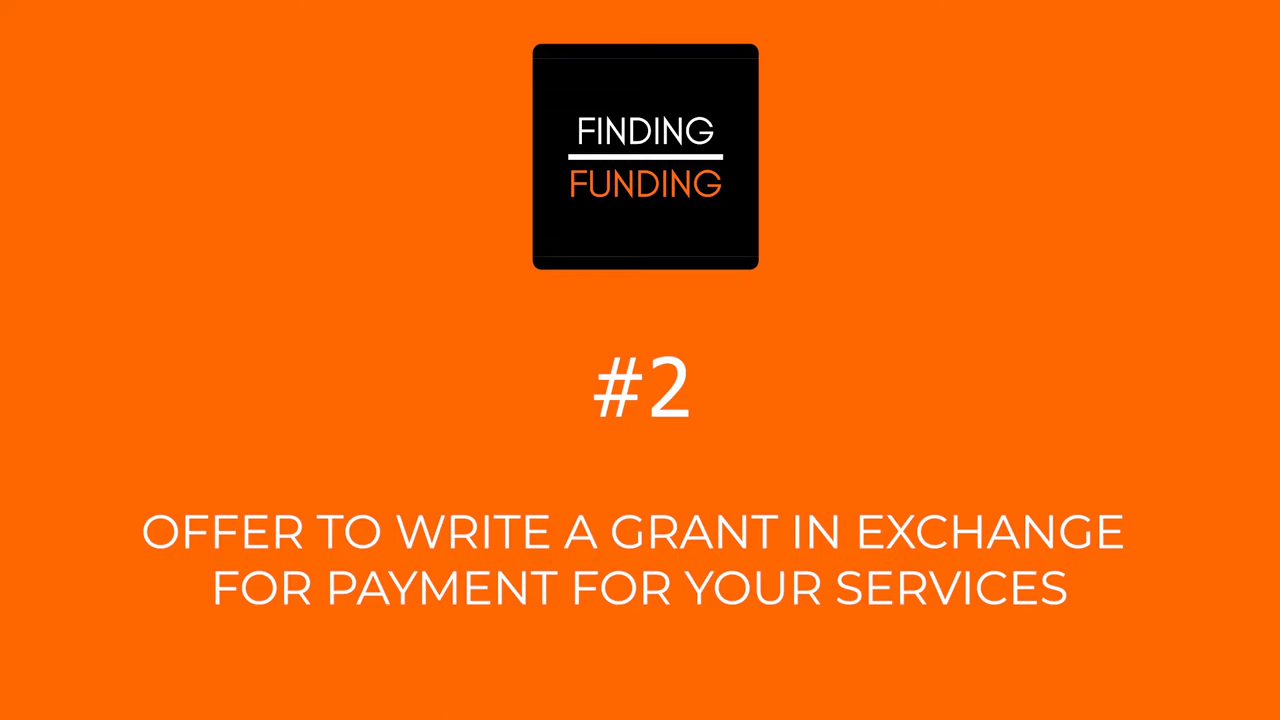 FINDING
FUNDING
#2
OFFER TO WRITE A GRANT IN EXCHANGE
FOR PAYMENT FOR YOUR SERVICES